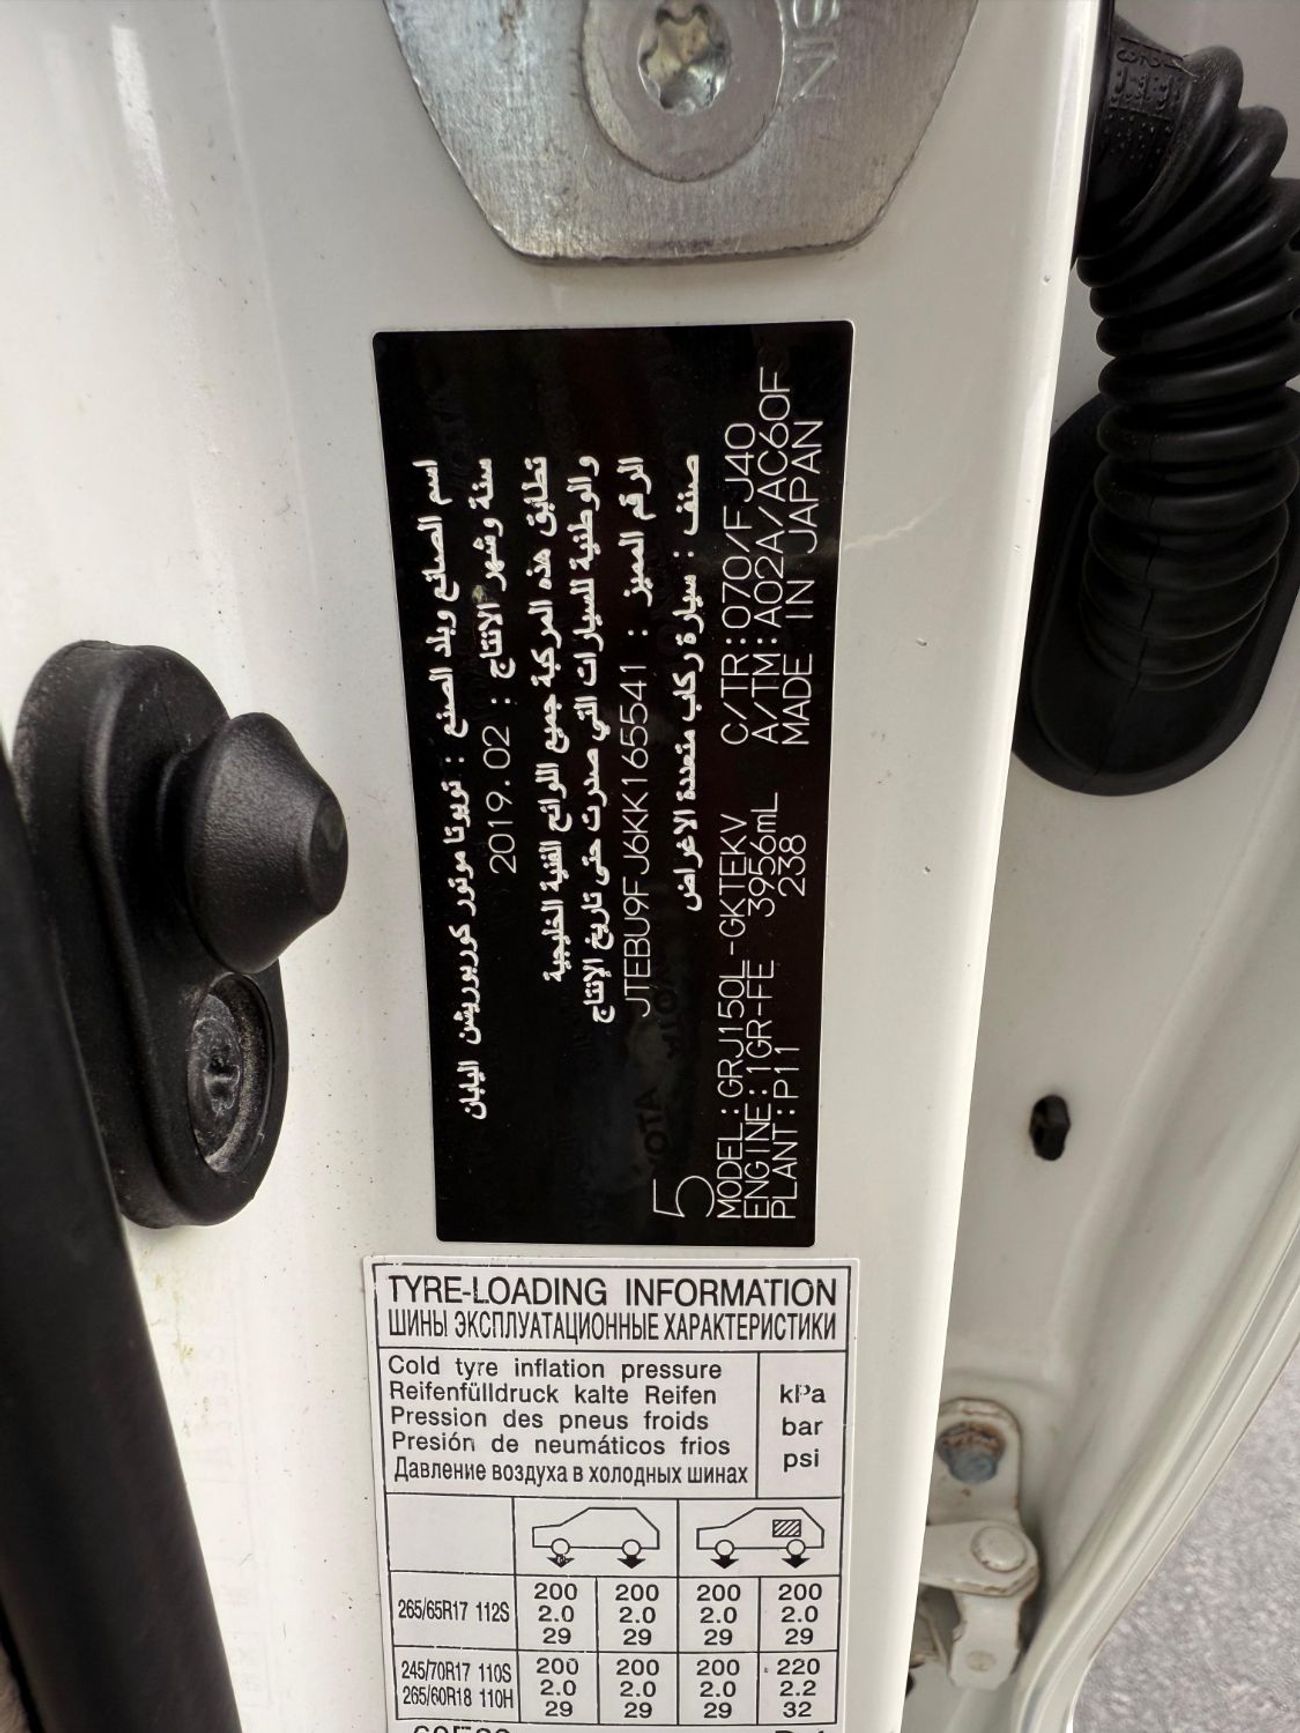 NIS
اسم الصانع وبلد الصنع : تويوتا موتور كوربوريشن اليابان
سنة وشهر الانتاج : 2019.02
تطابق هذه المركبة جميع اللوائح الفنية الخليجية
والوطنية للسيارات التي صدرت حتى تاريخ الإنتاج
الرقم المميز : JTEBU9FJ6KK165541
صنف : سيارة ركاب متعددة الاغراض
5
MODEL:GRJ150L-GKTEKV C/TR:070/FJ40
ENGINE:1GR-FE 3956mL A/TM:A02A/AC60F
PLANT:P11 238 MADE IN JAPAN
TYRE-LOADING INFORMATION
ШИНЫ ЭКСПЛУАТАЦИОННЫЕ ХАРАКТЕРИСТИКИ
Cold tyre inflation pressure
Reifenfülldruck kalte Reifen
Pression des pneus froids
Presión de neumáticos frios
Давление воздуха в холодных шинах
kPa
bar
psi
265/65R17 112S
200 200 200 200
2.0 2.0 2.0 2.0
29 29 29 29
245/70R17 110S
265/60R18 110H
200 200 200 220
2.0 2.0 2.0 2.2
29 29 29 32